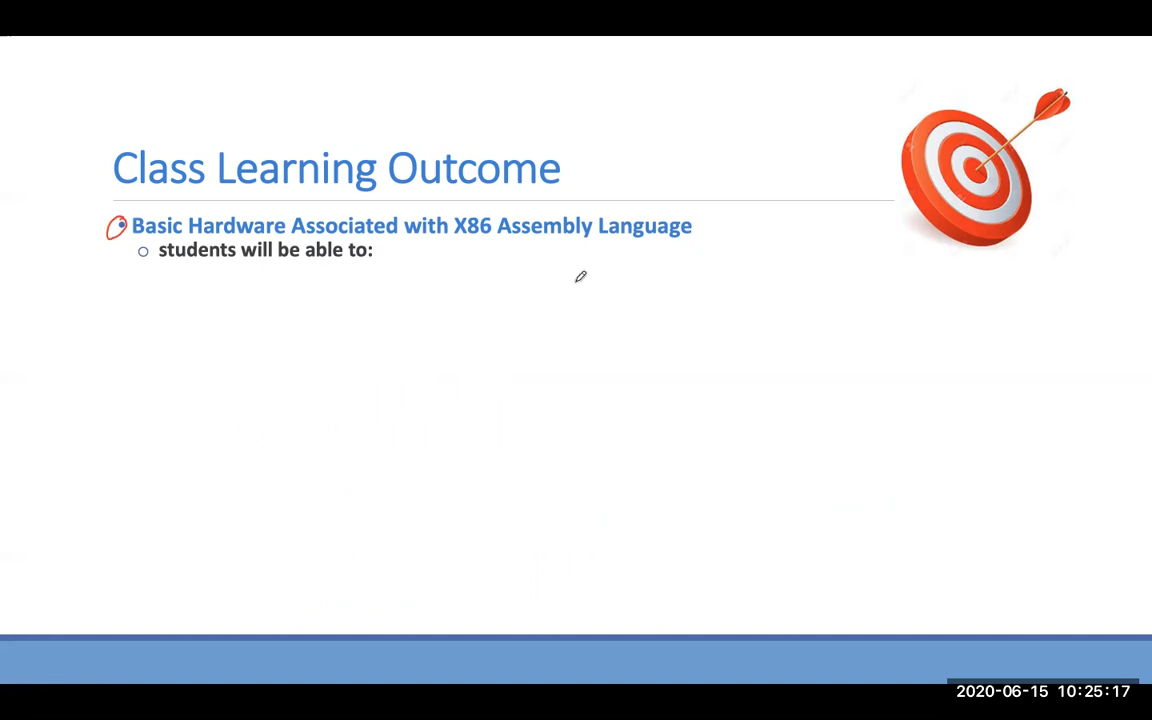 Class Learning Outcome
Basic Hardware Associated with X86 Assembly Language
students will be able to:
2020-06-15 10:25:17